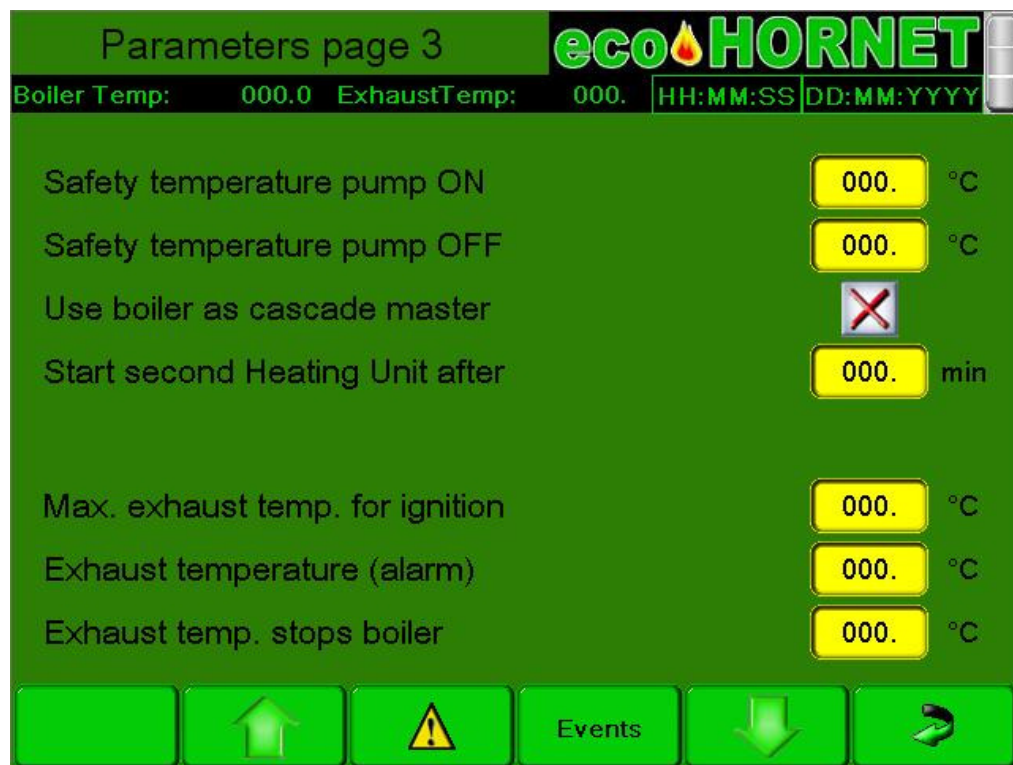 Parameters page 3 eco HORNET
Boiler Temp: 000.0 ExhaustTemp: 000. HH:MM:SS DD:MM:YYYY
Safety temperature pump ON 000. °C
Safety temperature pump OFF 000. °C
Use boiler as cascade master
Start second Heating Unit after 000. min
Max. exhaust temp. for ignition 000. °C
Exhaust temperature (alarm) 000. °C
Exhaust temp. stops boiler 000. °C
Events